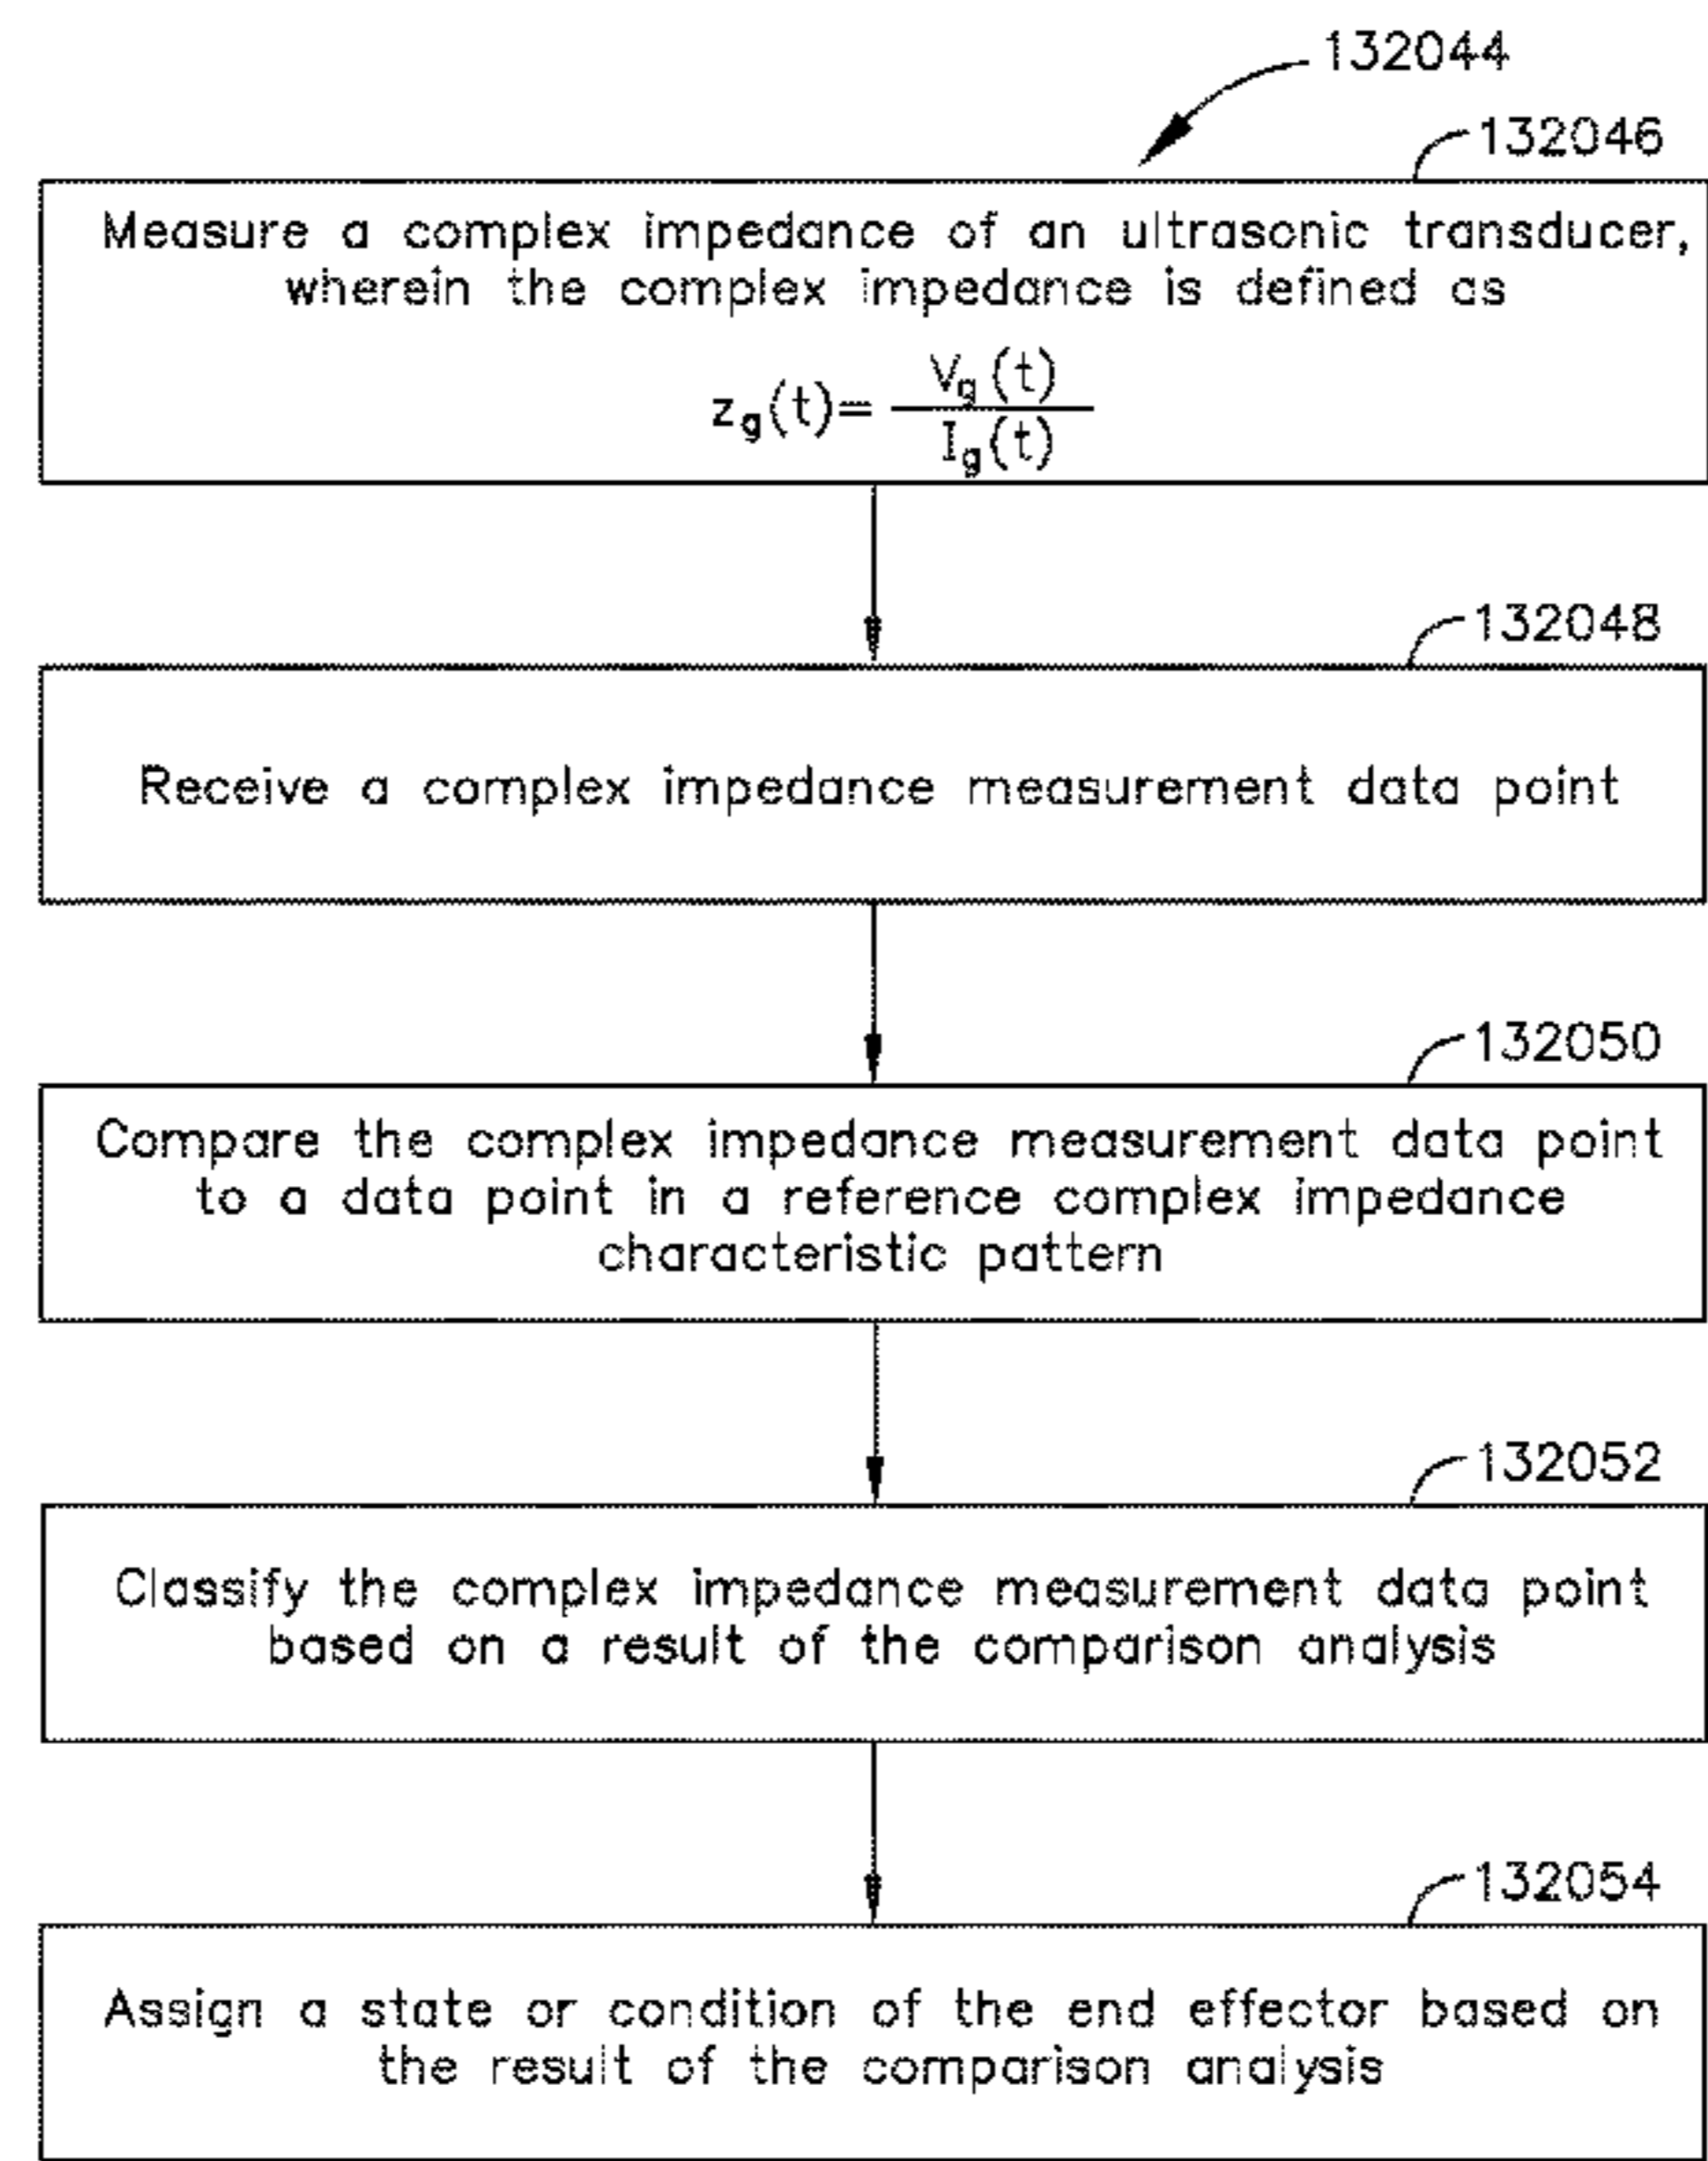 132044
132046
Measure a complex impedance of an ultrasonic transducer,
wherein the complex impedance is defined as
z_g(t)= V_g(t) / I_g(t)
132048
Receive a complex impedance measurement data point
132050
Compare the complex impedance measurement data point
to a data point in a reference complex impedance
characteristic pattern
132052
Classify the complex impedance measurement data point
based on a result of the comparison analysis
132054
Assign a state or condition of the end effector based on
the result of the comparison analysis